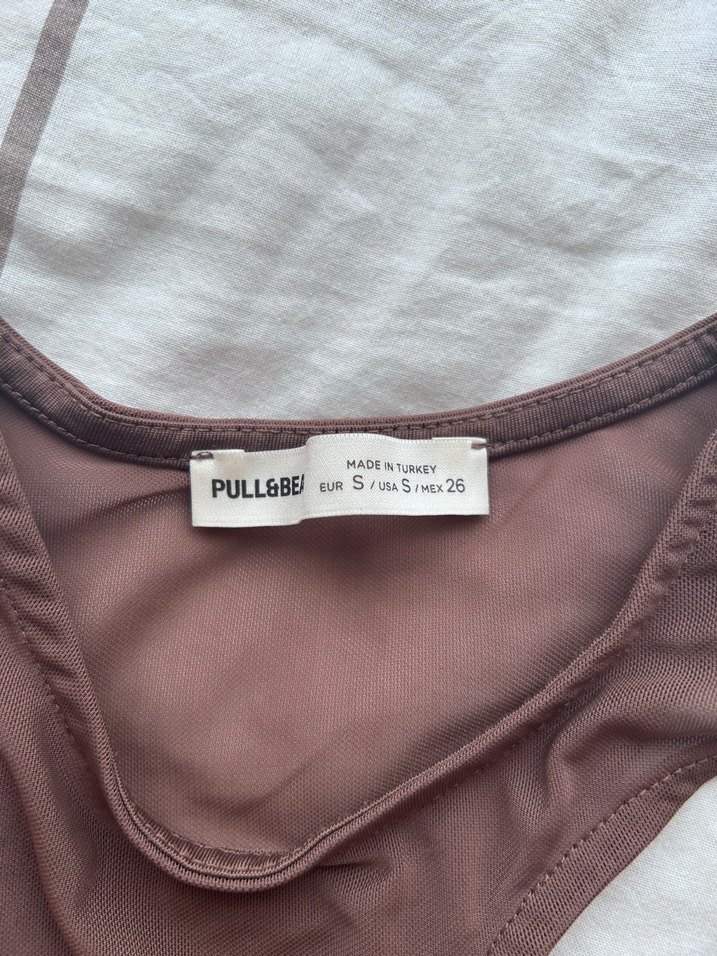 PULL&BEA
MADE IN TURKEY
EUR S / USA S / MEX 26